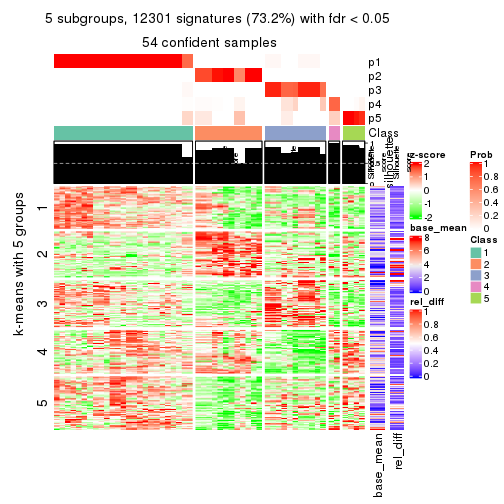 5 subgroups, 12301 signatures (73.2%) with fdr < 0.05
54 confident samples
p1
p2
p3
p4
p5
Class
silhouette
k-means with 5 groups
1
2
3
4
5
base_mean
rel_diff
z-score
2
1
0
-1
-2
base_mean
8
6
4
2
0
rel_diff
1
0.8
0.6
0.4
0.2
0
Prob
1
0.8
0.6
0.4
0.2
0
Class
1
2
3
4
5